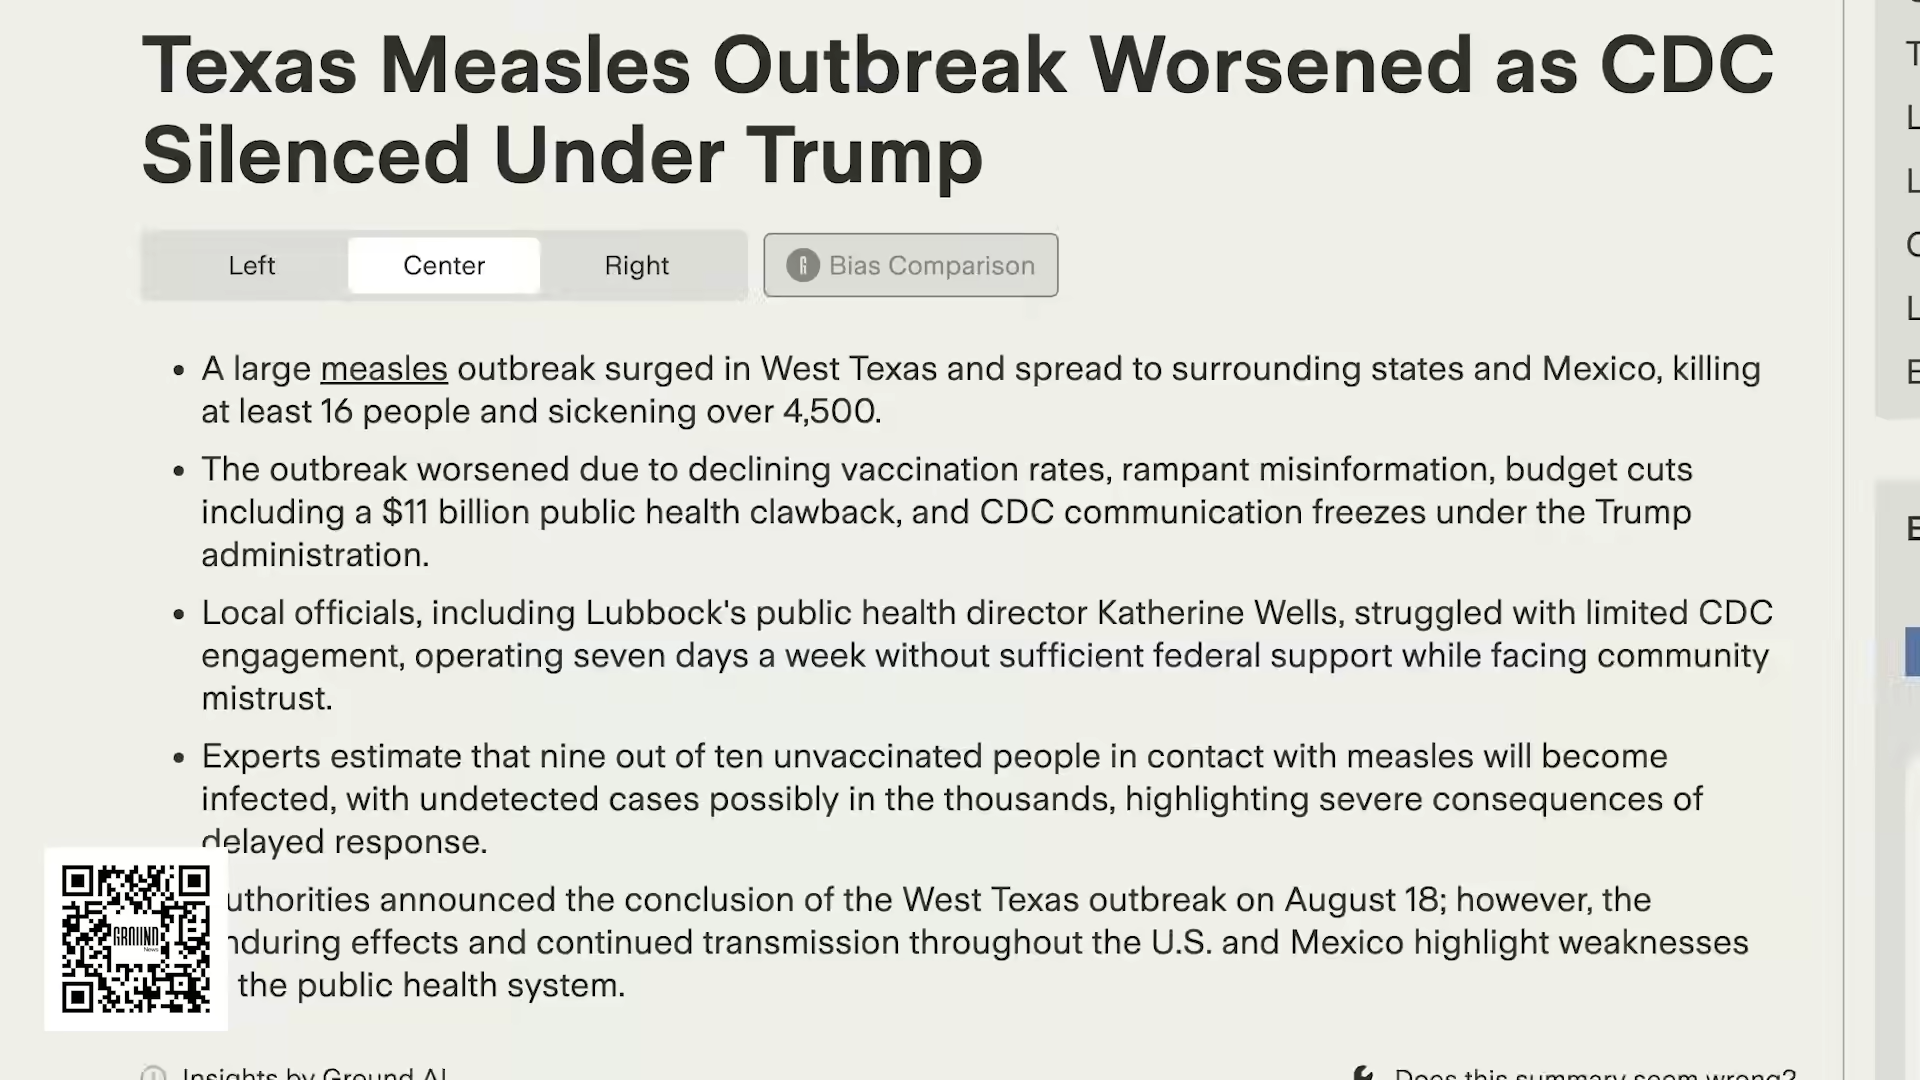 Texas Measles Outbreak Worsened as CDC
Silenced Under Trump
Left
Center
Right
Bias Comparison
• A large measles outbreak surged in West Texas and spread to surrounding states and Mexico, killing
at least 16 people and sickening over 4,500.
• The outbreak worsened due to declining vaccination rates, rampant misinformation, budget cuts
including a $11 billion public health clawback, and CDC communication freezes under the Trump
administration.
• Local officials, including Lubbock's public health director Katherine Wells, struggled with limited CDC
engagement, operating seven days a week without sufficient federal support while facing community
mistrust.
• Experts estimate that nine out of ten unvaccinated people in contact with measles will become
infected, with undetected cases possibly in the thousands, highlighting severe consequences of
delayed response.
uthorities announced the conclusion of the West Texas outbreak on August 18; however, the
nduring effects and continued transmission throughout the U.S. and Mexico highlight weaknesses
the public health system.
GROUND
News
Insights by Ground AI
Does this summary seem wrong?